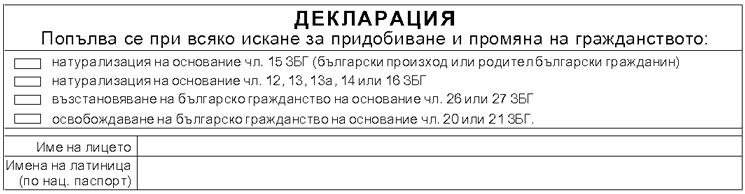 ДЕКЛАРАЦИЯ
Попълва се при всяко искане за придобиване и промяна на гражданството:
натурализация на основание чл. 15 ЗБГ (български произход или родител български гражданин)
натурализация на основание чл. 12, 13, 13а, 14 или 16 ЗБГ
възстановяване на българско гражданство на основание чл. 26 или 27 ЗБГ
освобождаване на българско гражданство на основание чл. 20 или 21 ЗБГ.
Име на лицето
Имена на латиница
(по нац. паспорт)